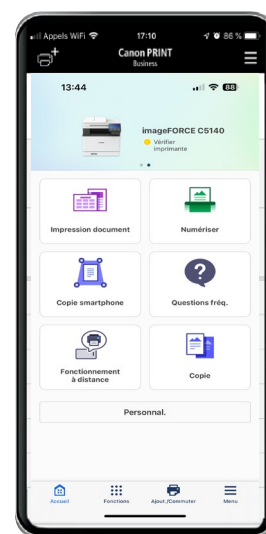 Appels WiFi 17:10 86 %
Canon PRINT
Business
13:44 88
imageFORCE C5140
Vérifier
imprimante
Impression document
Numériser
Copie smartphone
Questions fréq.
Fonctionnement
à distance
Copie
Personnal.
Accueil Fonctions Ajout./Commuter Menu